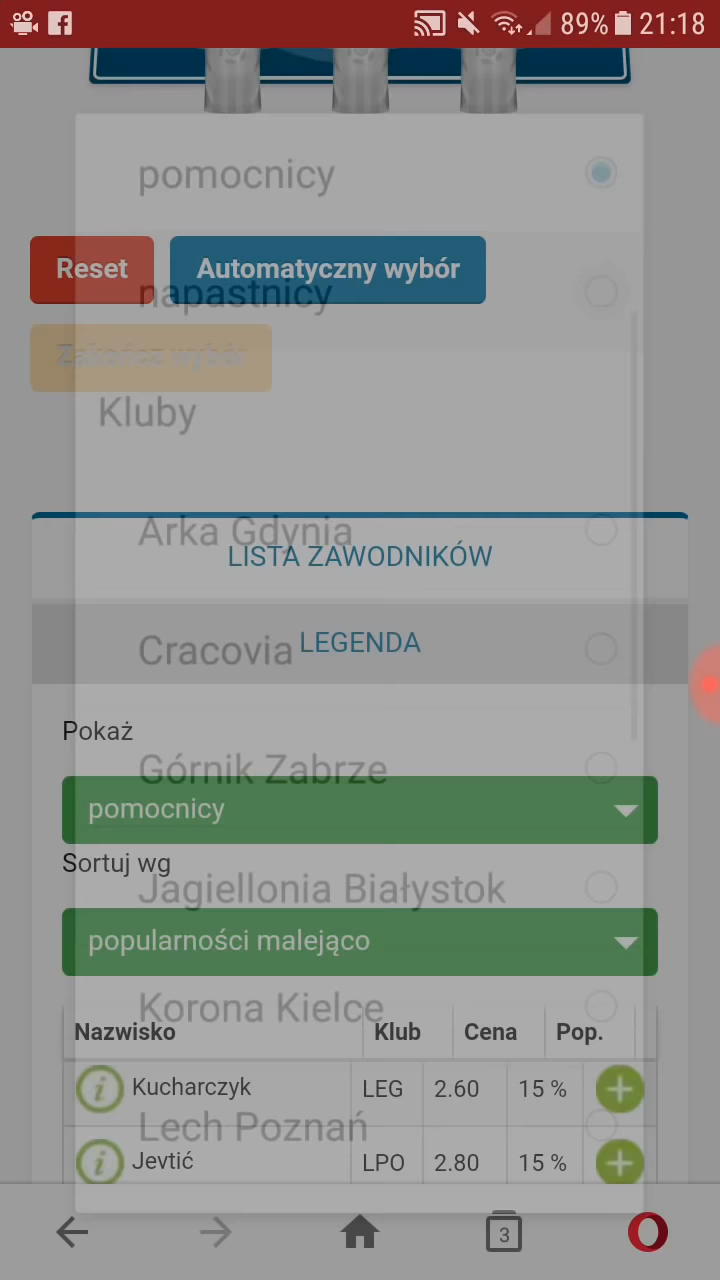 89% 21:18
pomocnicy
Reset
Automatyczny wybór
napastnicy
Zakończ wybór
Kluby
Arka Gdynia
LISTA ZAWODNIKÓW
Cracovia
LEGENDA
Pokaż
Górnik Zabrze
pomocnicy
Sortuj wg
Jagiellonia Białystok
popularności malejąco
Korona Kielce
Nazwisko Klub Cena Pop.
Kucharczyk LEG 2.60 15 %
Lech Poznań
Jevtić LPO 2.80 15 %
3